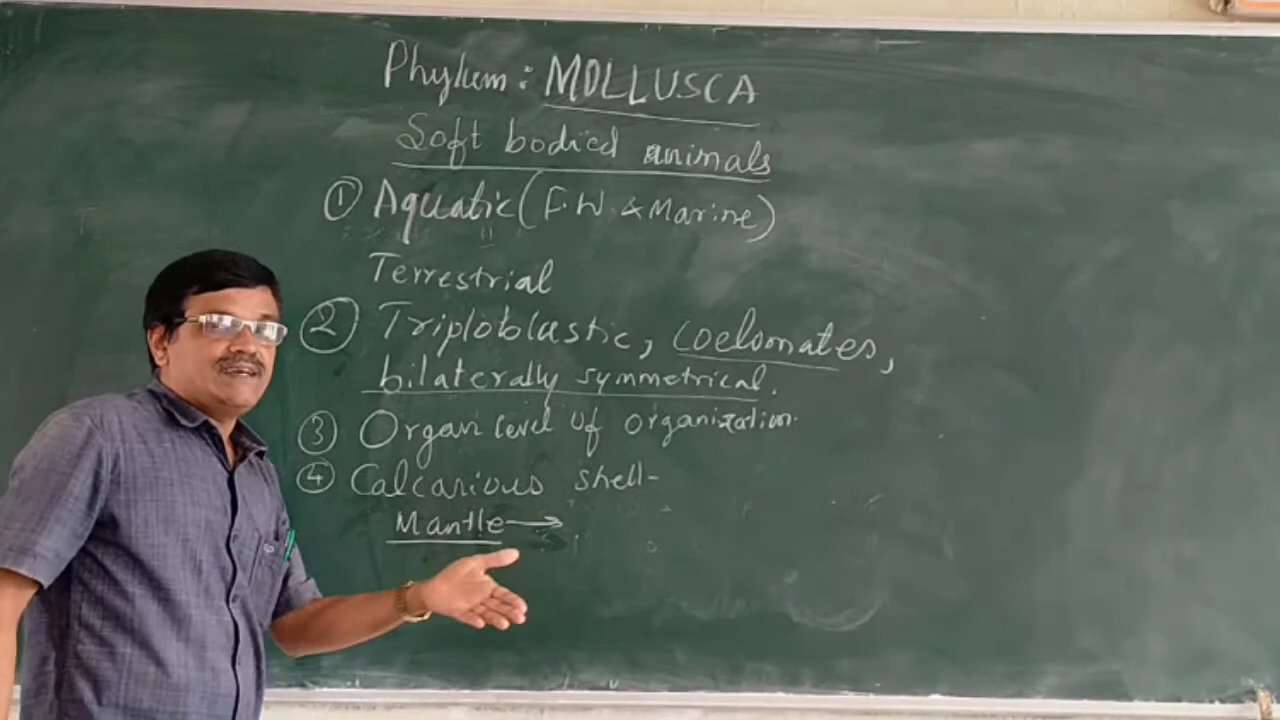 Phylum: MOLLUSCA
Soft bodied animals
① Aquatic (F.W. & Marine)
Terrestrial
② Triploblastic, coelomates,
bilaterally symmetrical.
③ Organ level of organization.
④ Calcarious shell-
Mantle →